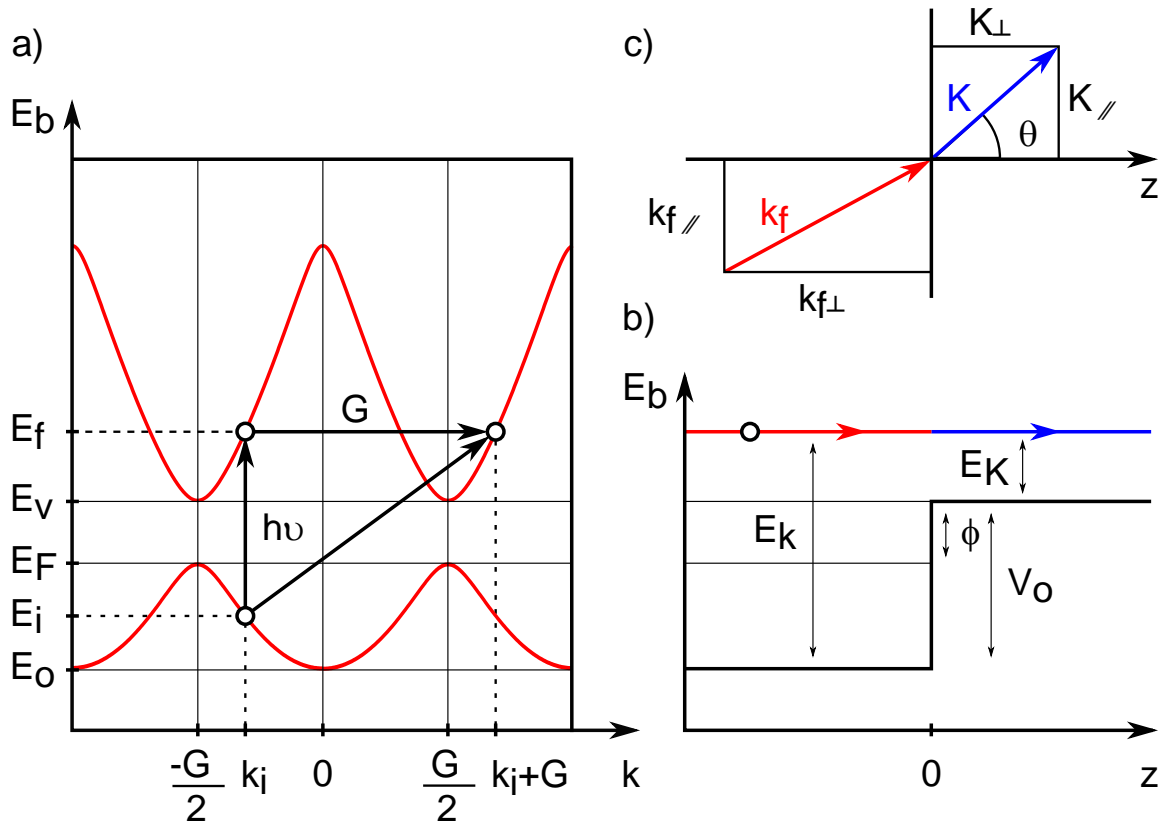 a)
E_b
E_f
E_v
E_F
E_i
E_o
G
hυ
-G/2 k_i 0 G/2 k_i+G k
c)
K⊥
K
K_∥
θ
z
k_f∥
k_f
k_f⊥
b)
E_b
E_K
E_k
ϕ
V_o
0 z